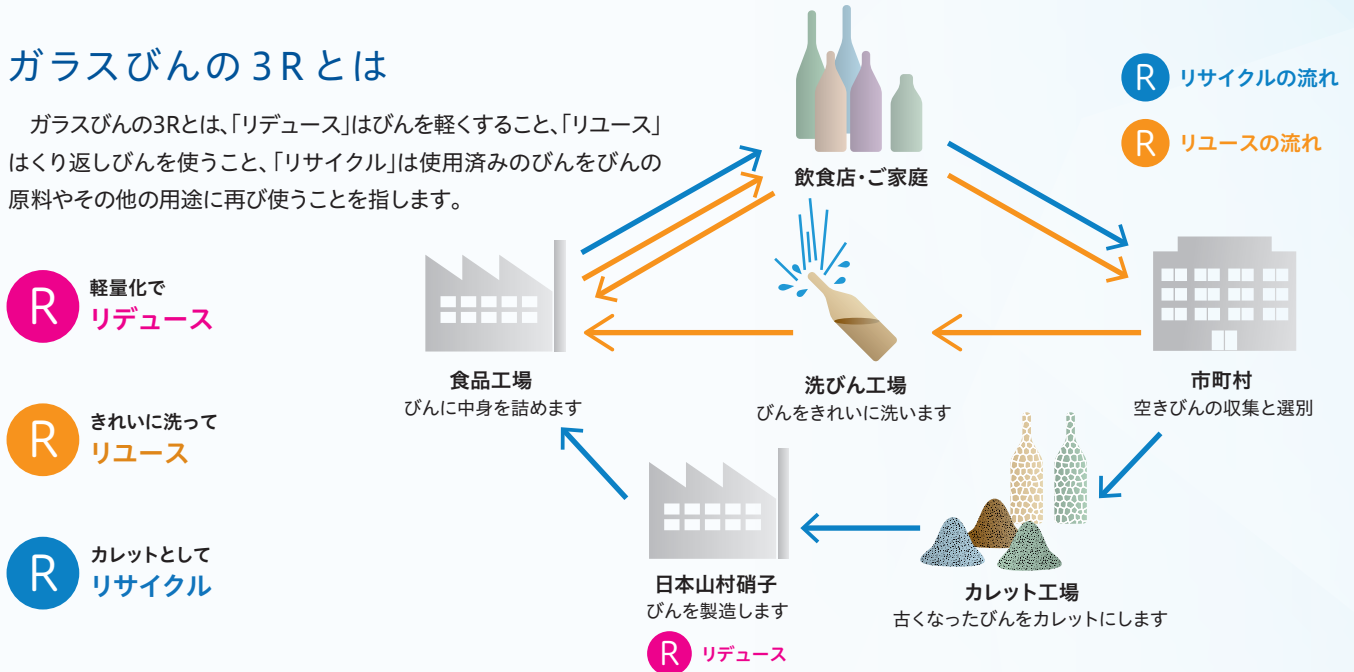 ガラスびんの3Rとは
ガラスびんの3Rとは、「リデュース」はびんを軽くすること、「リユース」
はくり返しびんを使うこと、「リサイクル」は使用済みのびんをびんの
原料やその他の用途に再び使うことを指します。
R 軽量化で
リデュース
R きれいに洗って
リユース
R カレットとして
リサイクル
R リサイクルの流れ
R リユースの流れ
飲食店・ご家庭
食品工場
びんに中身を詰めます
洗びん工場
びんをきれいに洗います
市町村
空きびんの収集と選別
日本山村硝子
びんを製造します
R リデュース
カレット工場
古くなったびんをカレットにします